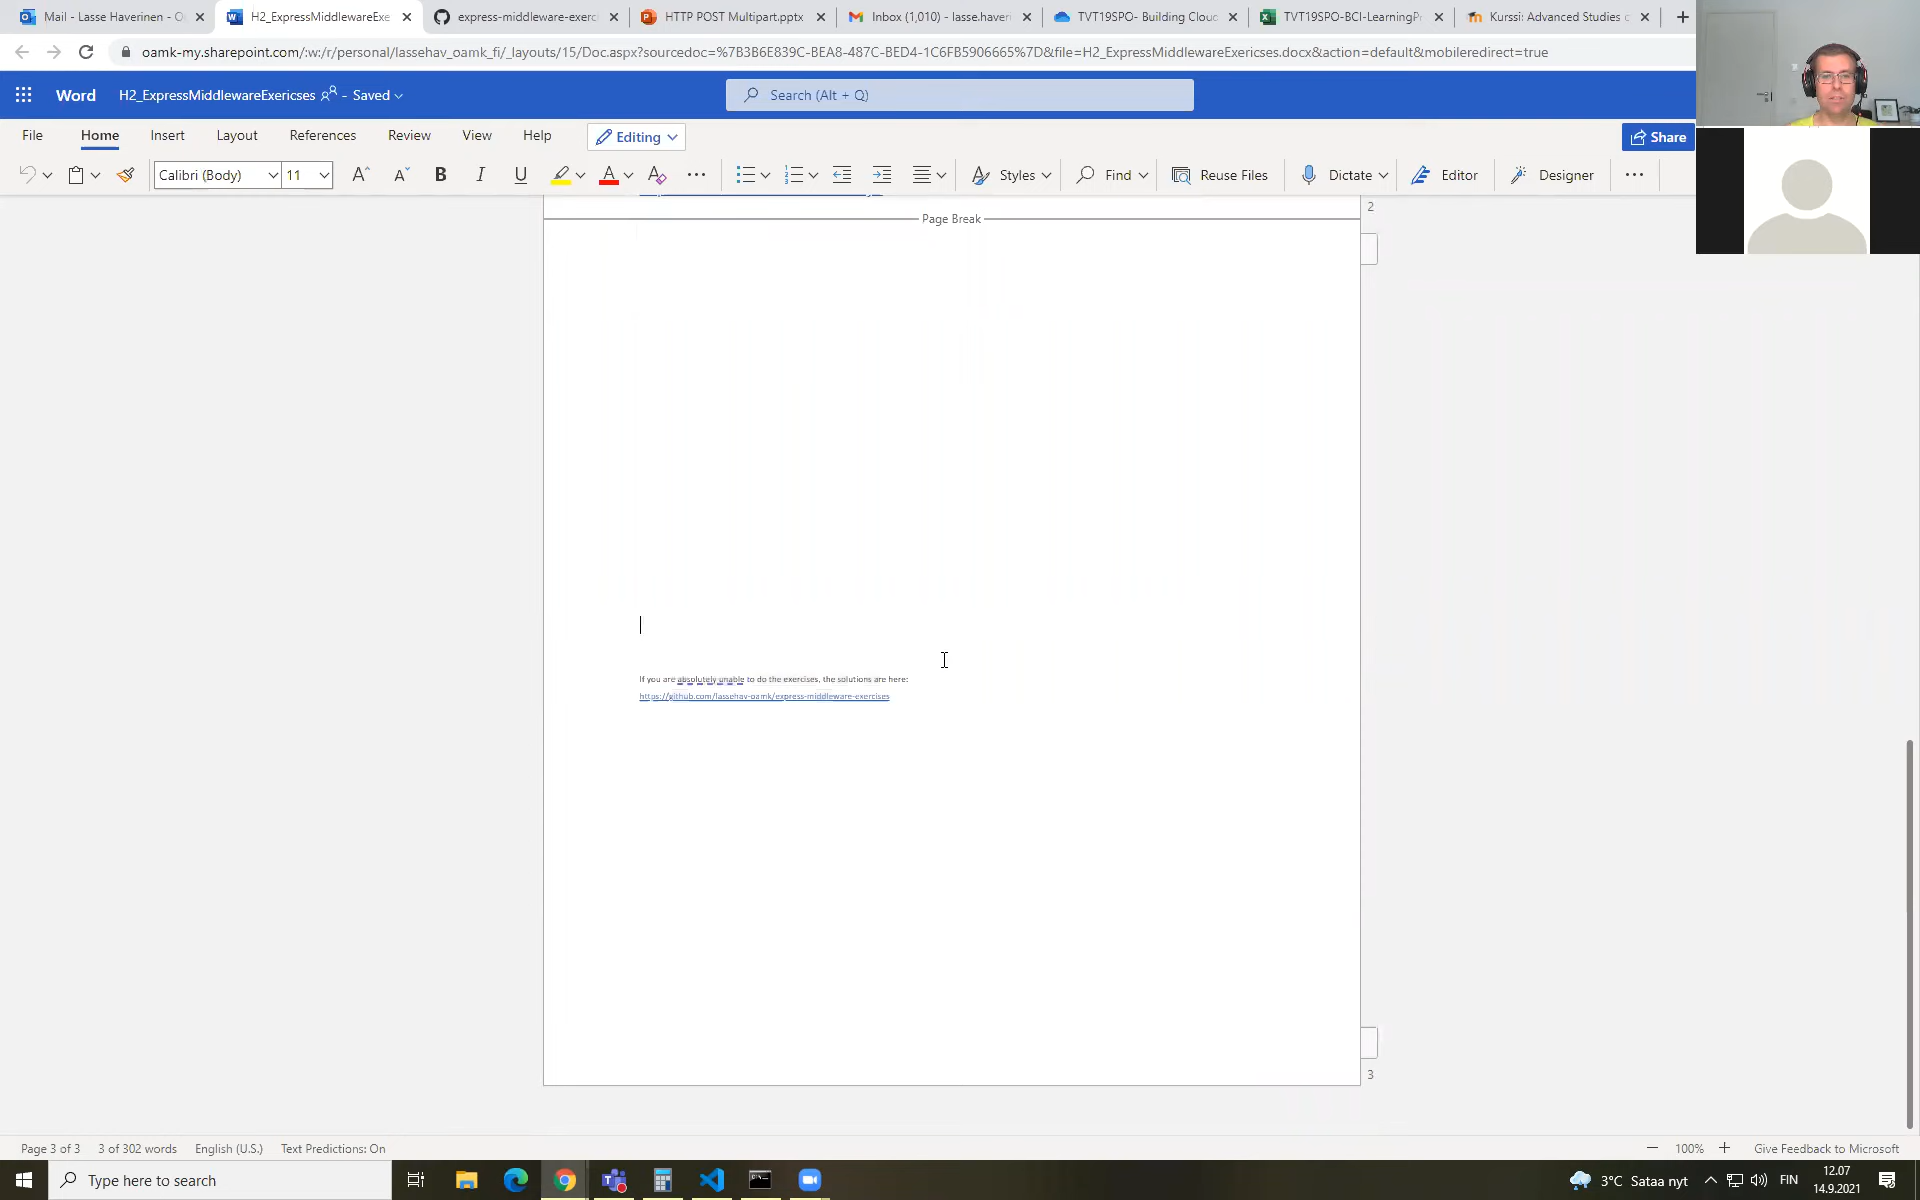 Mail - Lasse Haverinen - O
H2_ExpressMiddlewareExe
express-middleware-exerci
HTTP POST Multipart.pptx
Inbox (1,010) - lasse.haver
TVT19SPO- Building Cloud
TVT19SPO-BCI-LearningP
Kurssi: Advanced Studies c
oamk-my.sharepoint.com/:w:/r/personal/lassehav_oamk_fi/_layouts/15/Doc.aspx?sourcedoc=%7B3B6E839C-BEA8-487C-BED4-1C6FB5906665%7D&file=H2_ExpressMiddlewareExericses.docx&action=default&mobileredirect=true
Word H2_ExpressMiddlewareExericses - Saved
Search (Alt + Q)
File Home Insert Layout References Review View Help Editing Share
Calibri (Body) 11 B I U A Styles Find Reuse Files Dictate Editor Designer
Page Break
2
If you are absolutely unable to do the exercises, the solutions are here:
https://github.com/lassehav-oamk/express-middleware-exercises
3
Page 3 of 3 3 of 302 words English (U.S.) Text Predictions: On 100% Give Feedback to Microsoft
Type here to search
3°C Sataa nyt FIN 12.07
14.9.2021